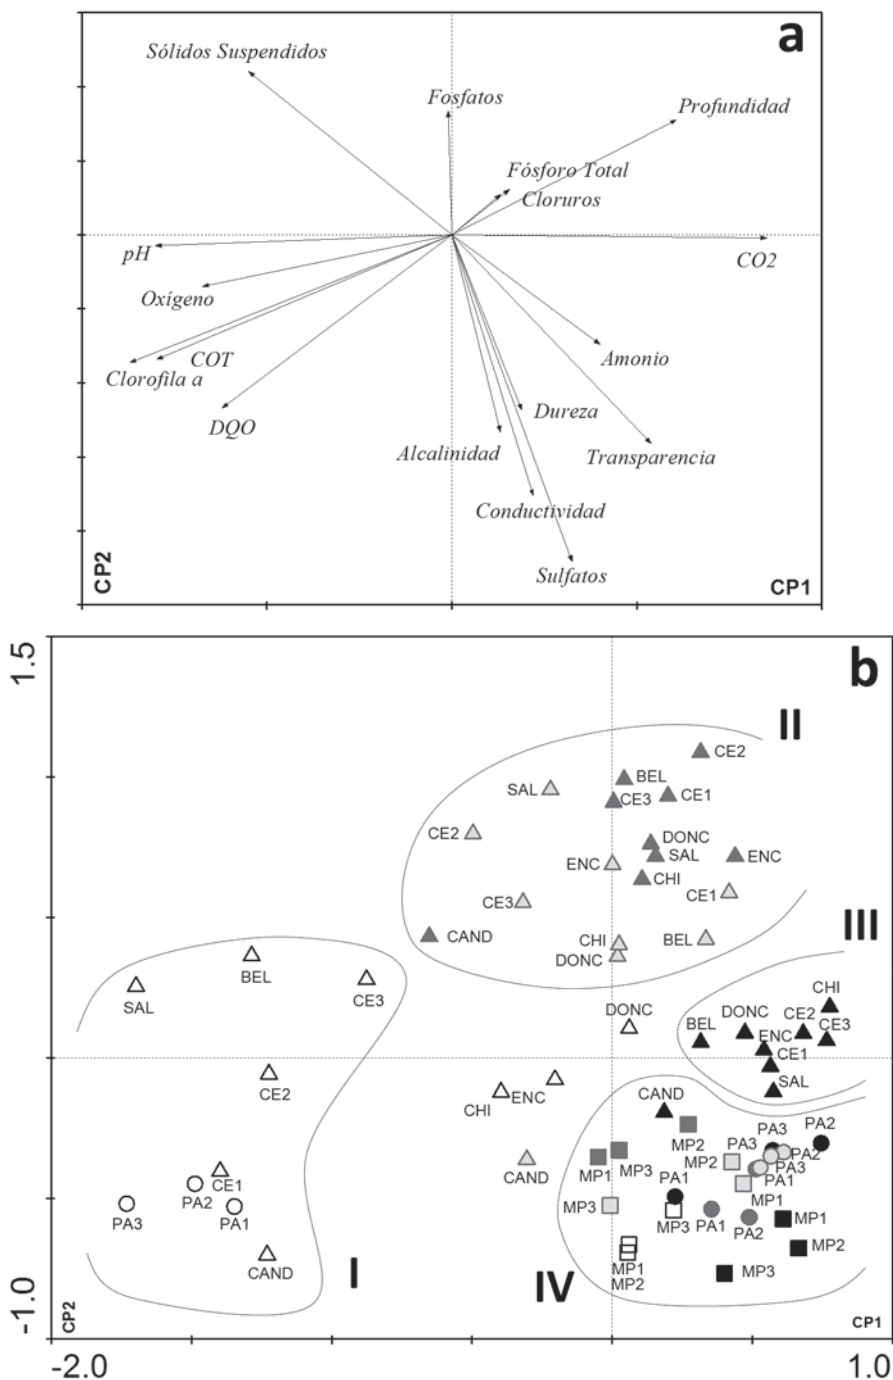 a
Sólidos Suspendidos
Fosfatos
Profundidad
Fósforo Total
Cloruros
pH
CO2
Oxígeno
COT
Clorofila a
Amonio
DQO
Dureza
Alcalinidad
Transparencia
Conductividad
Sulfatos
CP2
CP1
1.5
b
II
CE2
BEL
SAL
CE3
CE1
CE2
DONC
SAL
ENC
ENC
CHI
CE1
CE3
CAND
CHI
BEL
DONC
III
BEL
SAL
CE3
CHI
DONC
DONC
CE2
BEL
ENC
CE3
CE1
CE2
SAL
CHI
ENC
CAND
PA3
PA2
MP2
PA3
CAND
MP1
MP3
MP2
PA2
PA3
CE1
PA1
PA1
PA2
MP1
PA3
PA1
MP3
MP3
PA1
PA2
MP1
MP2
CAND
MP1
MP3
MP2
I
IV
-1.0
CP2
CP1
-2.0
1.0